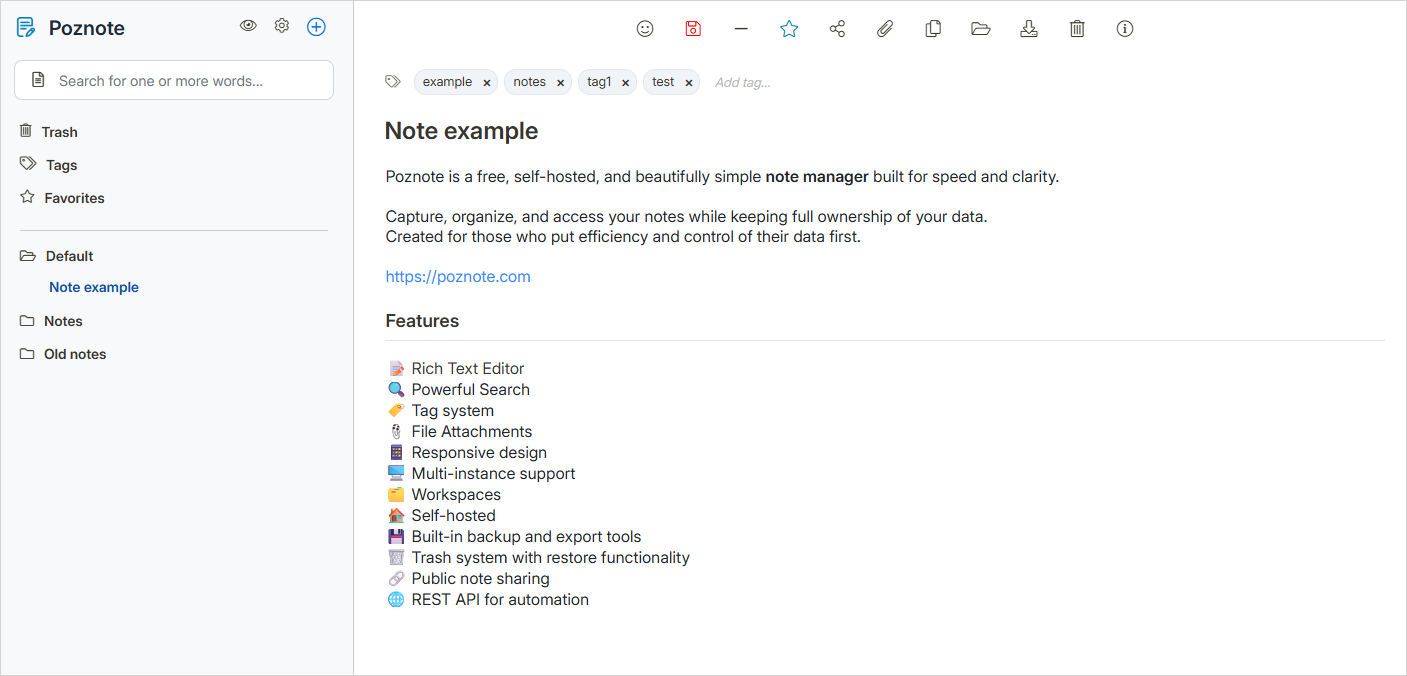 Poznote
Search for one or more words...
Trash
Tags
Favorites
Default
Note example
Notes
Old notes
example × notes × tag1 × test × Add tag...
Note example
Poznote is a free, self-hosted, and beautifully simple note manager built for speed and clarity.
Capture, organize, and access your notes while keeping full ownership of your data.
Created for those who put efficiency and control of their data first.
https://poznote.com
Features
Rich Text Editor
Powerful Search
Tag system
File Attachments
Responsive design
Multi-instance support
Workspaces
Self-hosted
Built-in backup and export tools
Trash system with restore functionality
Public note sharing
REST API for automation